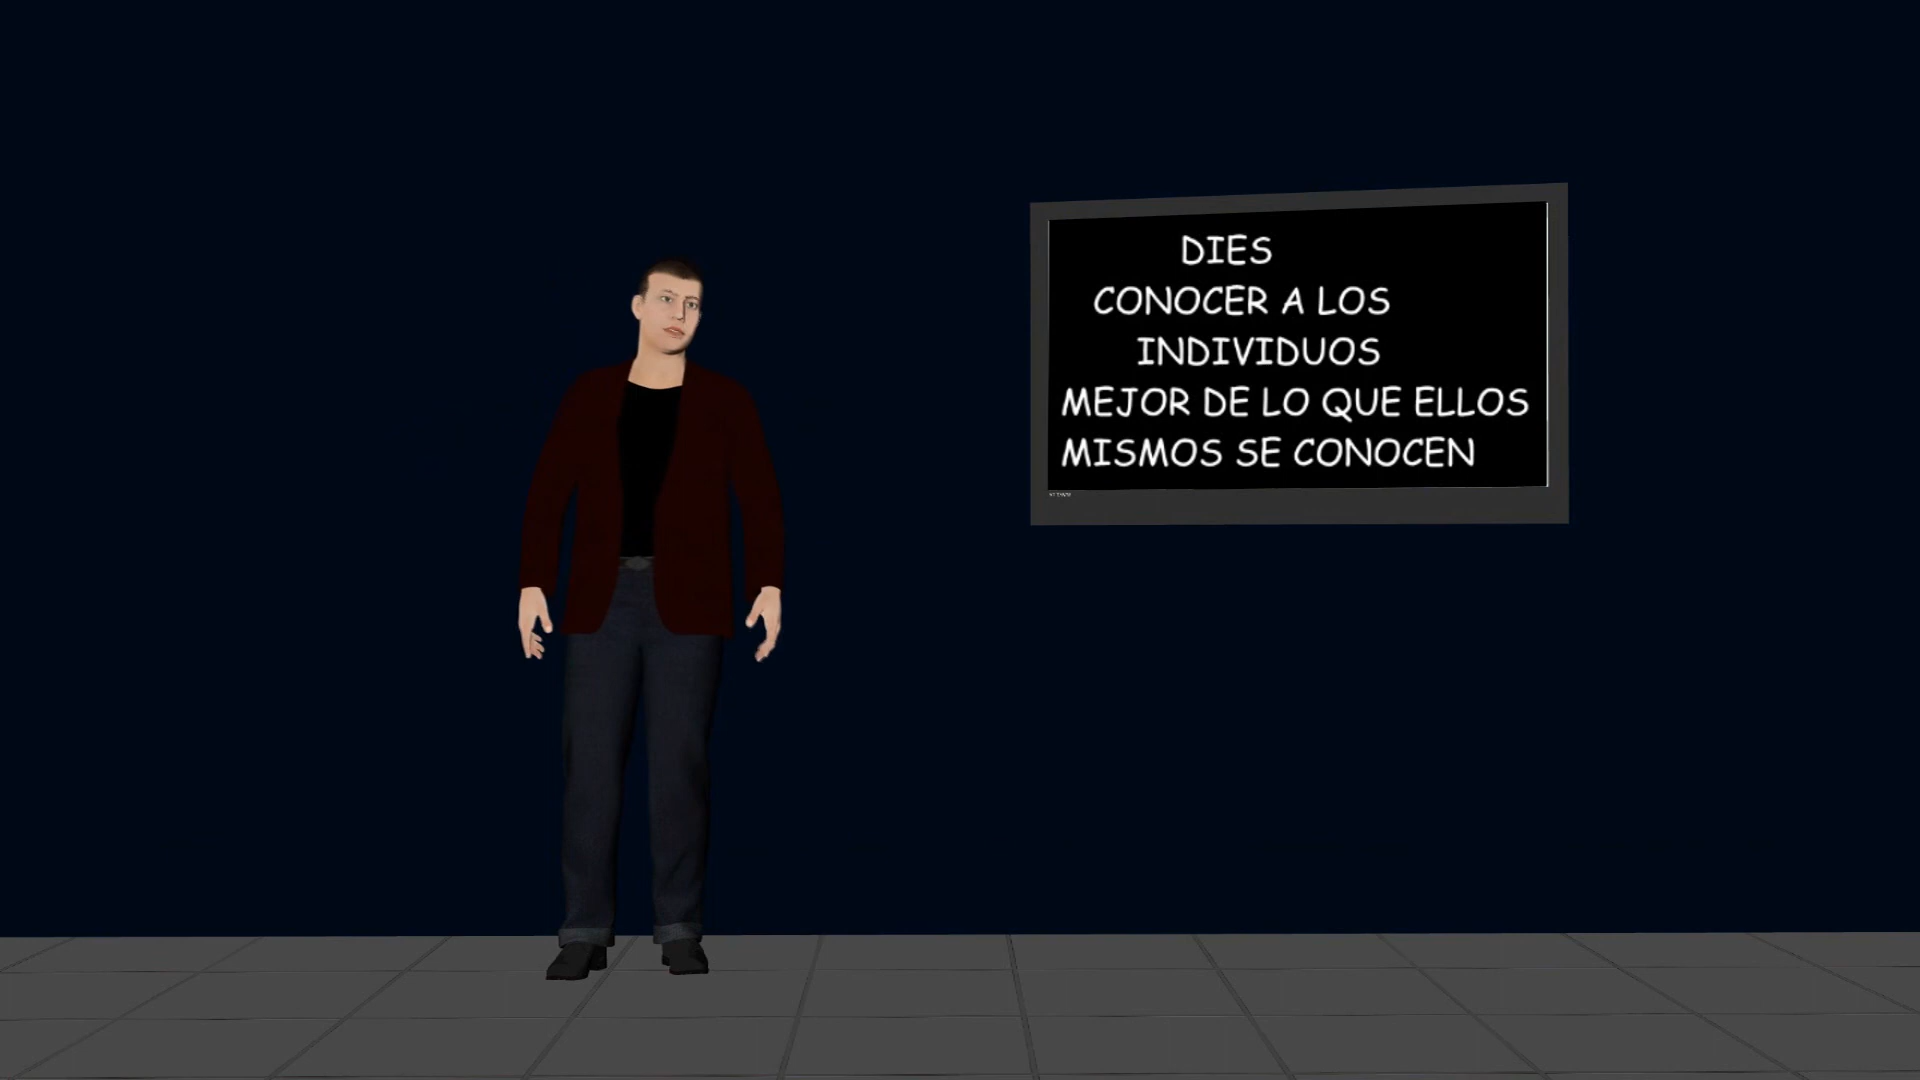 DIES
CONOCER A LOS
INDIVIDUOS
MEJOR DE LO QUE ELLOS
MISMOS SE CONOCEN